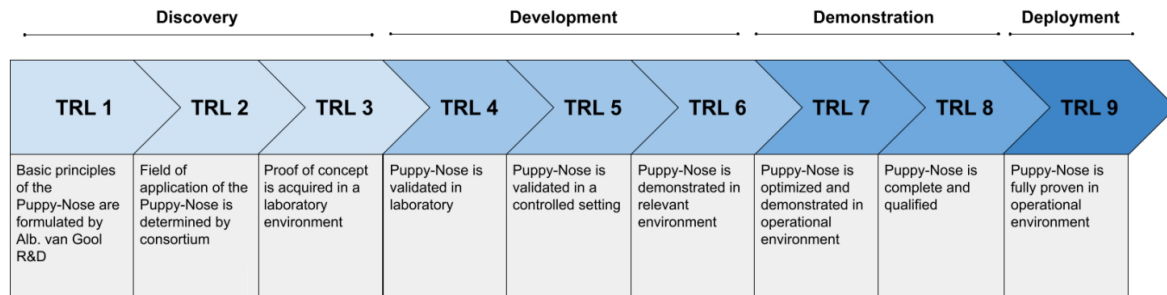 Discovery
Development
Demonstration
Deployment
TRL 1
TRL 2
TRL 3
TRL 4
TRL 5
TRL 6
TRL 7
TRL 8
TRL 9
Basic principles
of the
Puppy-Nose are
formulated by
Alb. van Gool
R&D
Field of
application of the
Puppy-Nose is
determined by
consortium
Proof of concept
is acquired in a
laboratory
environment
Puppy-Nose is
validated in
laboratory
Puppy-Nose is
validated in a
controlled setting
Puppy-Nose is
demonstrated in
relevant
environment
Puppy-Nose is
optimized and
demonstrated in
operational
environment
Puppy-Nose is
complete and
qualified
Puppy-Nose is
fully proven in
operational
environment